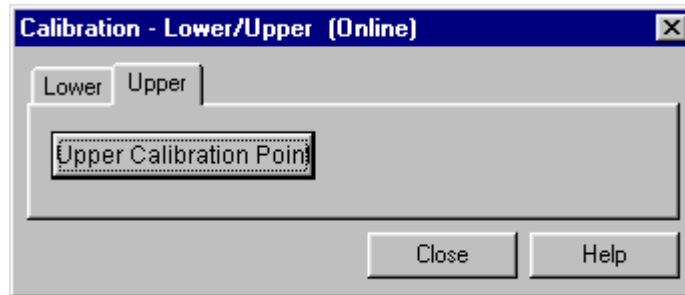 Calibration - Lower/Upper (Online)
Lower Upper
Upper Calibration Poin
Close Help